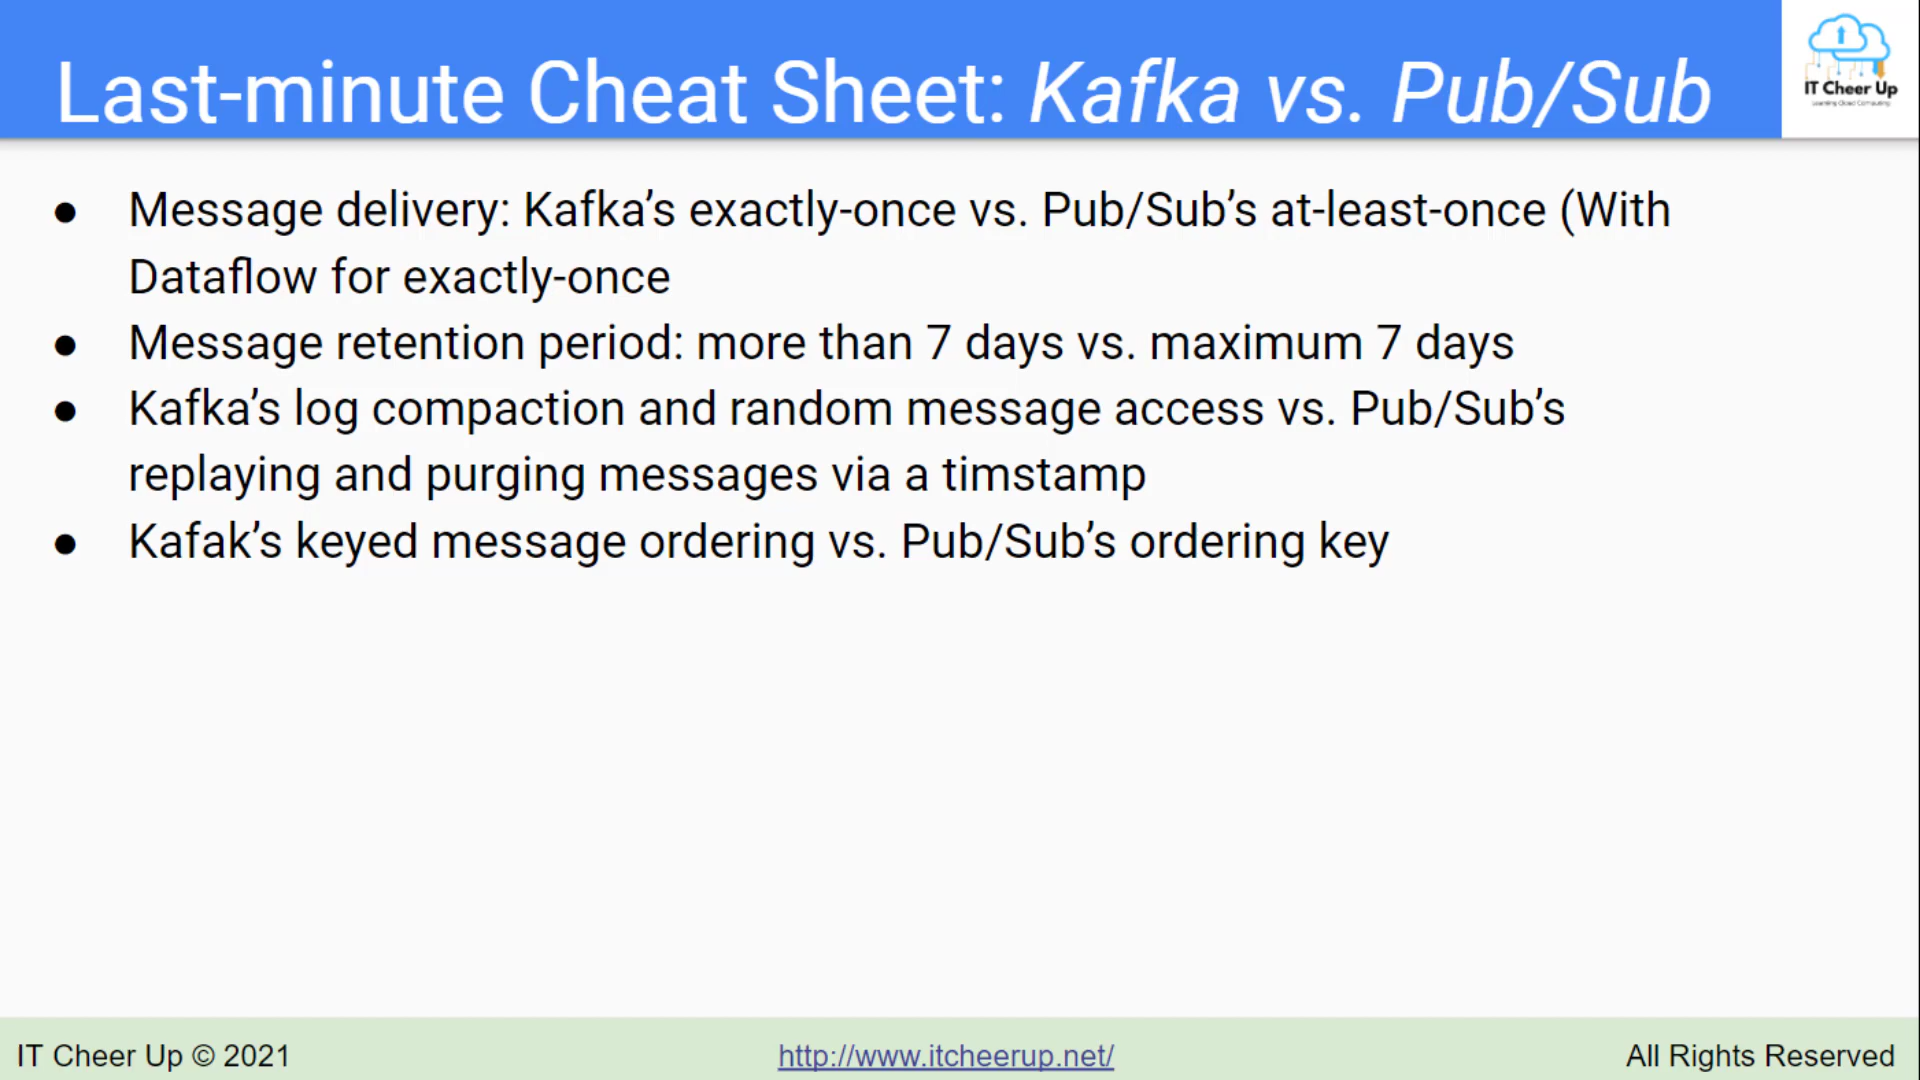 Last-minute Cheat Sheet: Kafka vs. Pub/Sub
IT Cheer Up
Learning Cloud Computing
● Message delivery: Kafka’s exactly-once vs. Pub/Sub’s at-least-once (With
Dataflow for exactly-once
● Message retention period: more than 7 days vs. maximum 7 days
● Kafka’s log compaction and random message access vs. Pub/Sub’s
replaying and purging messages via a timstamp
● Kafak’s keyed message ordering vs. Pub/Sub’s ordering key
IT Cheer Up © 2021
http://www.itcheerup.net/
All Rights Reserved